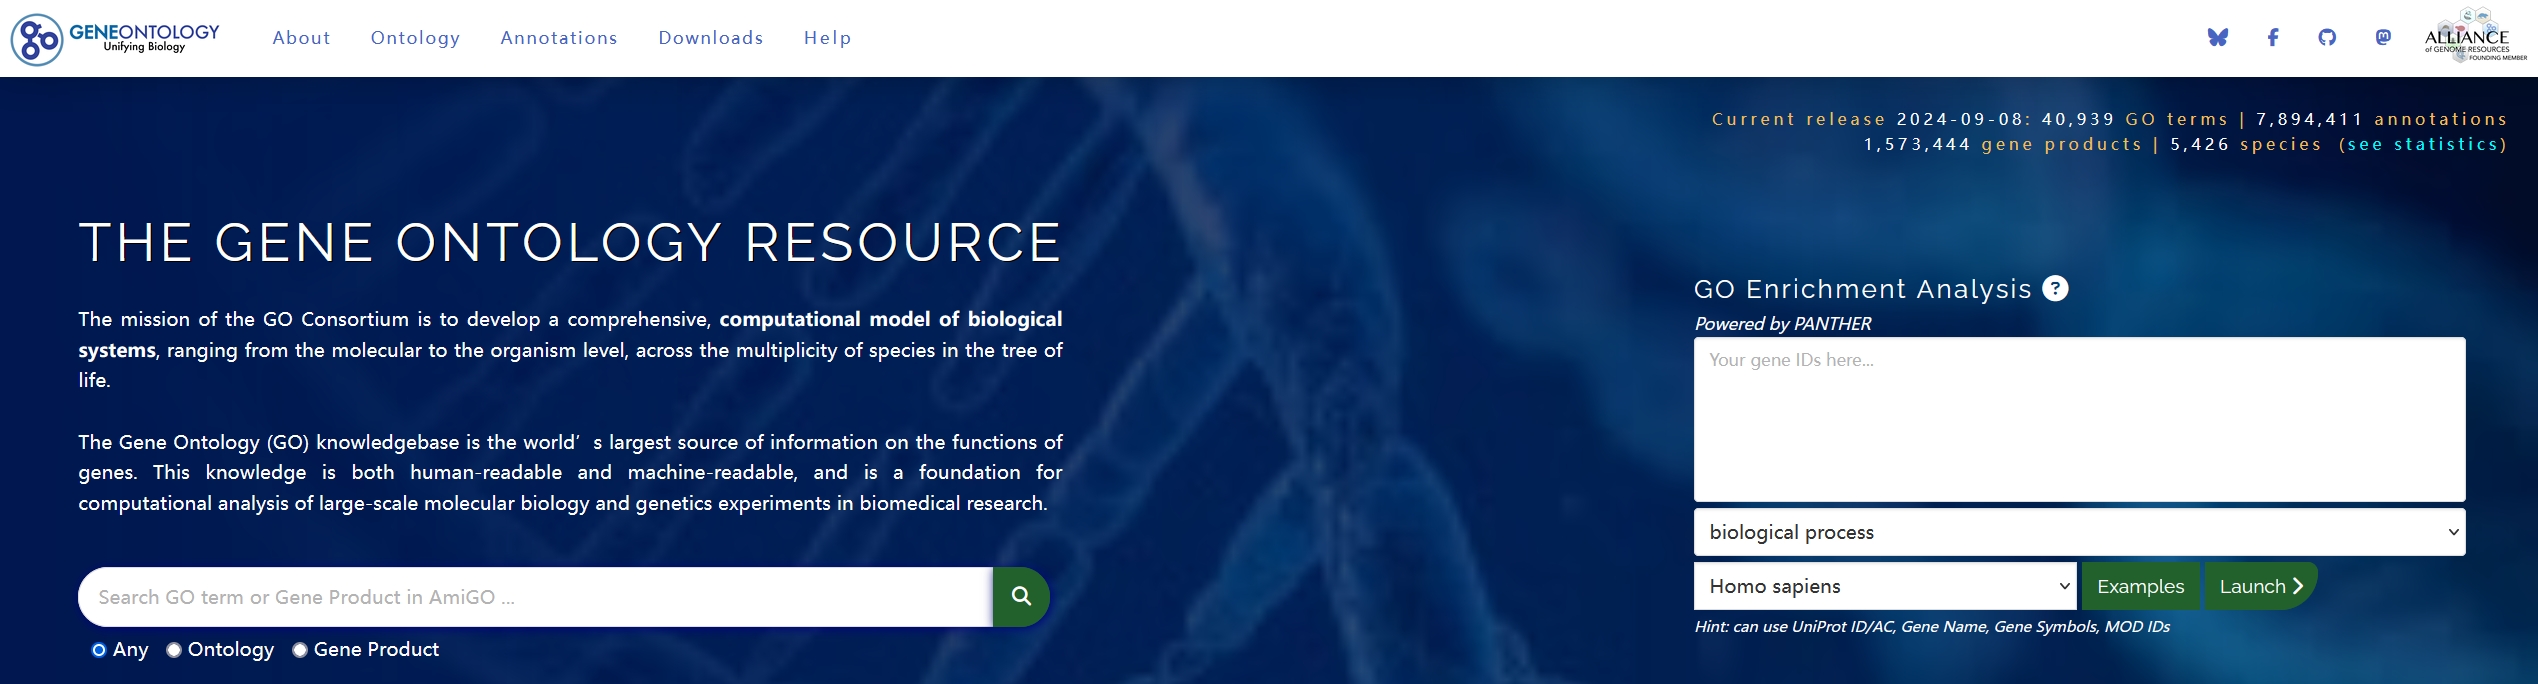 GENEONTOLOGY
Unifying Biology
About Ontology Annotations Downloads Help
ALLIANCE
of GENOME RESOURCES
FOUNDING MEMBER
Current release 2024-09-08: 40,939 GO terms | 7,894,411 annotations
1,573,444 gene products | 5,426 species (see statistics)
THE GENE ONTOLOGY RESOURCE
The mission of the GO Consortium is to develop a comprehensive, computational model of biological
systems, ranging from the molecular to the organism level, across the multiplicity of species in the tree of
life.
The Gene Ontology (GO) knowledgebase is the world’s largest source of information on the functions of
genes. This knowledge is both human-readable and machine-readable, and is a foundation for
computational analysis of large-scale molecular biology and genetics experiments in biomedical research.
Search GO term or Gene Product in AmiGO ...
Any Ontology Gene Product
GO Enrichment Analysis ?
Powered by PANTHER
Your gene IDs here...
biological process
Homo sapiens Examples Launch
Hint: can use UniProt ID/AC, Gene Name, Gene Symbols, MOD IDs